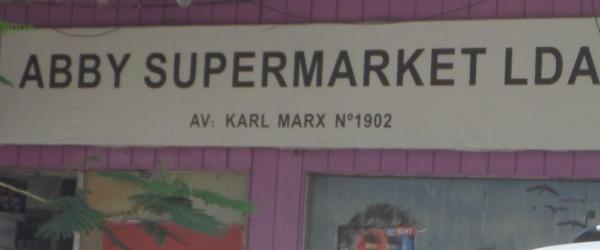 ABBY SUPERMARKET LDA
AV: KARL MARX Nº1902